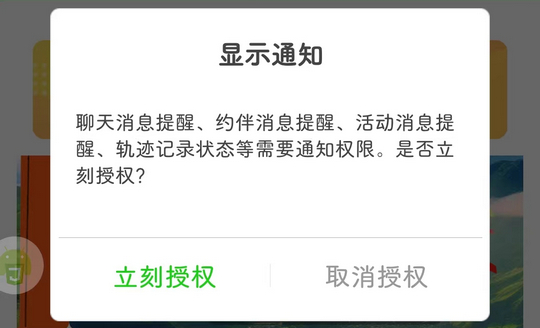 显示通知
聊天消息提醒、约伴消息提醒、活动消息提
醒、轨迹记录状态等需要通知权限。是否立
刻授权?
立刻授权
取消授权